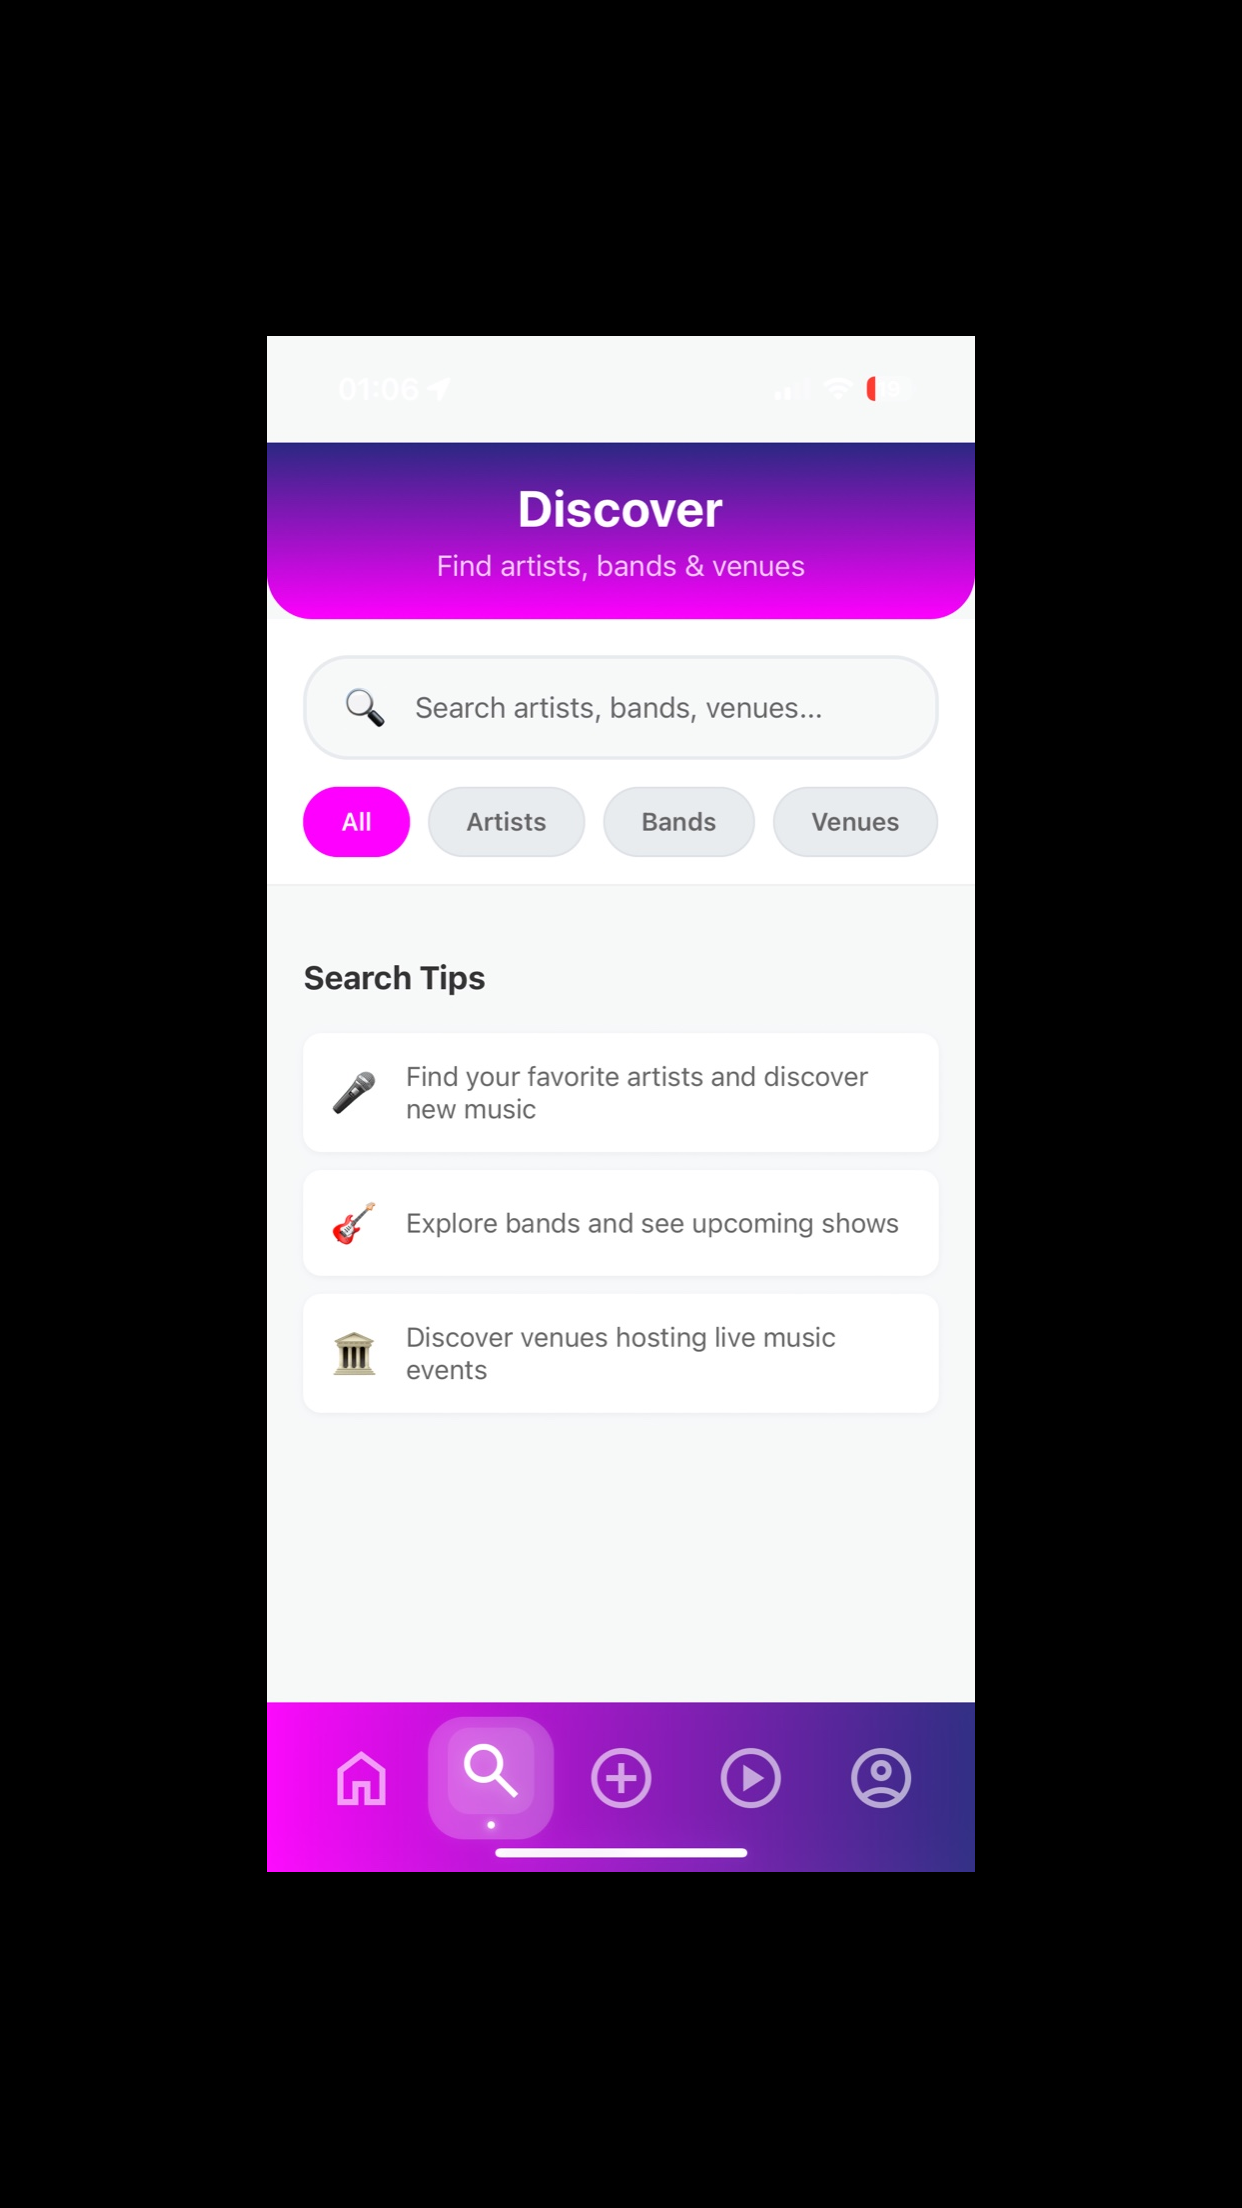 01:06
Discover
Find artists, bands & venues
Search artists, bands, venues...
All
Artists
Bands
Venues
Search Tips
Find your favorite artists and discover
new music
Explore bands and see upcoming shows
Discover venues hosting live music
events